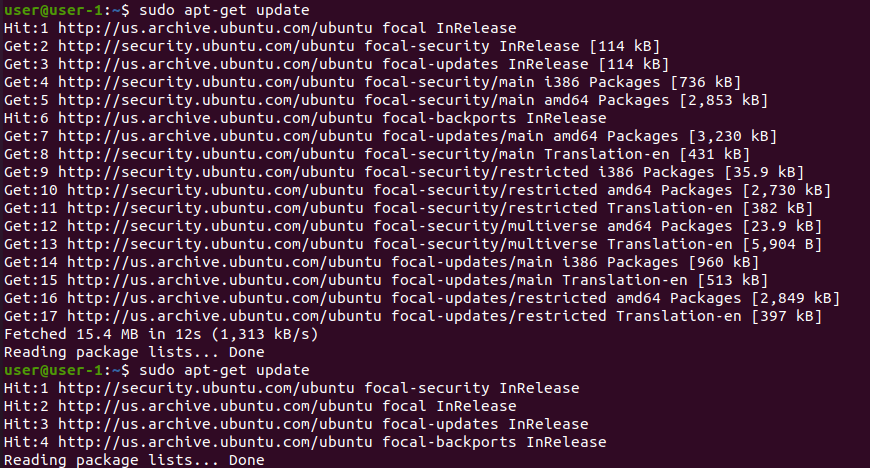 user@user-1:~$ sudo apt-get update
Hit:1 http://us.archive.ubuntu.com/ubuntu focal InRelease
Get:2 http://security.ubuntu.com/ubuntu focal-security InRelease [114 kB]
Get:3 http://us.archive.ubuntu.com/ubuntu focal-updates InRelease [114 kB]
Get:4 http://security.ubuntu.com/ubuntu focal-security/main i386 Packages [736 kB]
Get:5 http://security.ubuntu.com/ubuntu focal-security/main amd64 Packages [2,853 kB]
Hit:6 http://us.archive.ubuntu.com/ubuntu focal-backports InRelease
Get:7 http://us.archive.ubuntu.com/ubuntu focal-updates/main amd64 Packages [3,230 kB]
Get:8 http://security.ubuntu.com/ubuntu focal-security/main Translation-en [431 kB]
Get:9 http://security.ubuntu.com/ubuntu focal-security/restricted i386 Packages [35.9 kB]
Get:10 http://security.ubuntu.com/ubuntu focal-security/restricted amd64 Packages [2,730 kB]
Get:11 http://security.ubuntu.com/ubuntu focal-security/restricted Translation-en [382 kB]
Get:12 http://security.ubuntu.com/ubuntu focal-security/multiverse amd64 Packages [23.9 kB]
Get:13 http://security.ubuntu.com/ubuntu focal-security/multiverse Translation-en [5,904 B]
Get:14 http://us.archive.ubuntu.com/ubuntu focal-updates/main i386 Packages [960 kB]
Get:15 http://us.archive.ubuntu.com/ubuntu focal-updates/main Translation-en [513 kB]
Get:16 http://us.archive.ubuntu.com/ubuntu focal-updates/restricted amd64 Packages [2,849 kB]
Get:17 http://us.archive.ubuntu.com/ubuntu focal-updates/restricted Translation-en [397 kB]
Fetched 15.4 MB in 12s (1,313 kB/s)
Reading package lists... Done
user@user-1:~$ sudo apt-get update
Hit:1 http://security.ubuntu.com/ubuntu focal-security InRelease
Hit:2 http://us.archive.ubuntu.com/ubuntu focal InRelease
Hit:3 http://us.archive.ubuntu.com/ubuntu focal-updates InRelease
Hit:4 http://us.archive.ubuntu.com/ubuntu focal-backports InRelease
Reading package lists... Done